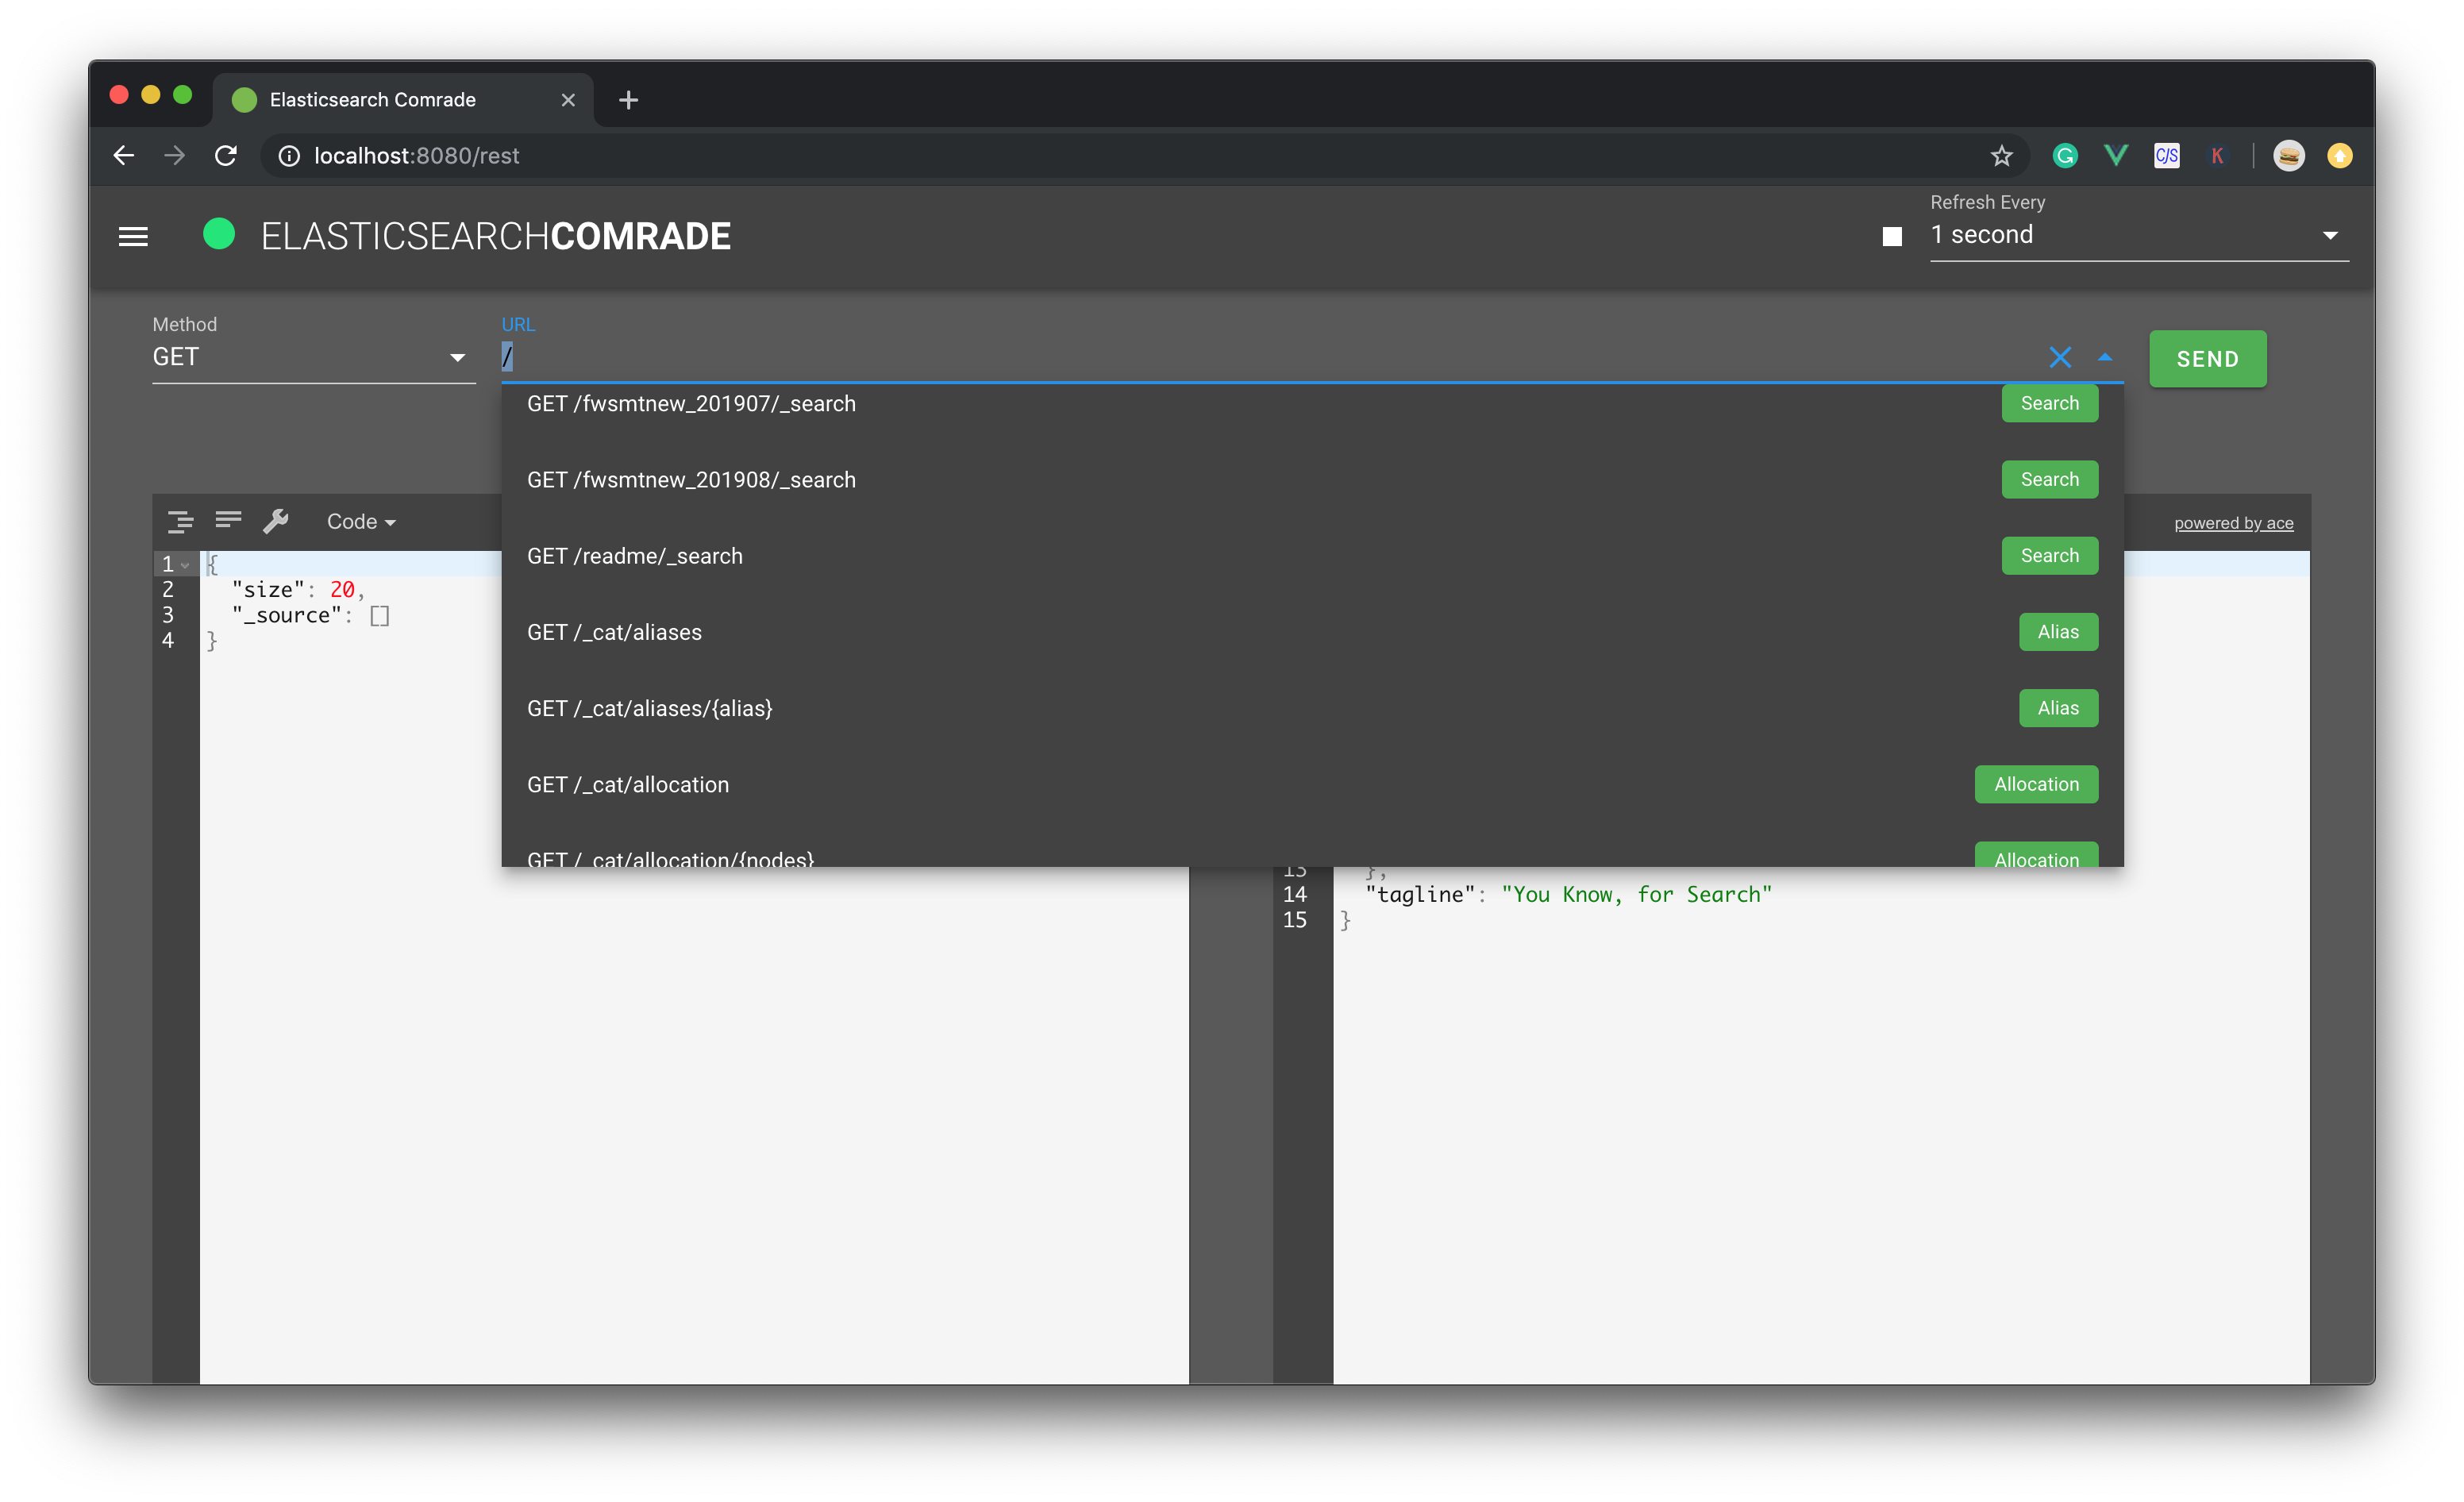 Elasticsearch Comrade
localhost:8080/rest
C/S
K
ELASTICSEARCHCOMRADE
Refresh Every
1 second
Method
GET
URL
/
SEND
GET /fwsmtnew_201907/_search
Search
GET /fwsmtnew_201908/_search
Search
GET /readme/_search
Search
GET /_cat/aliases
Alias
GET /_cat/aliases/{alias}
Alias
GET /_cat/allocation
Allocation
GET /_cat/allocation/{nodes}
Allocation
Code
powered by ace
1 {
2 "size": 20,
3 "_source": []
4 }
13 },
14 "tagline": "You Know, for Search"
15 }